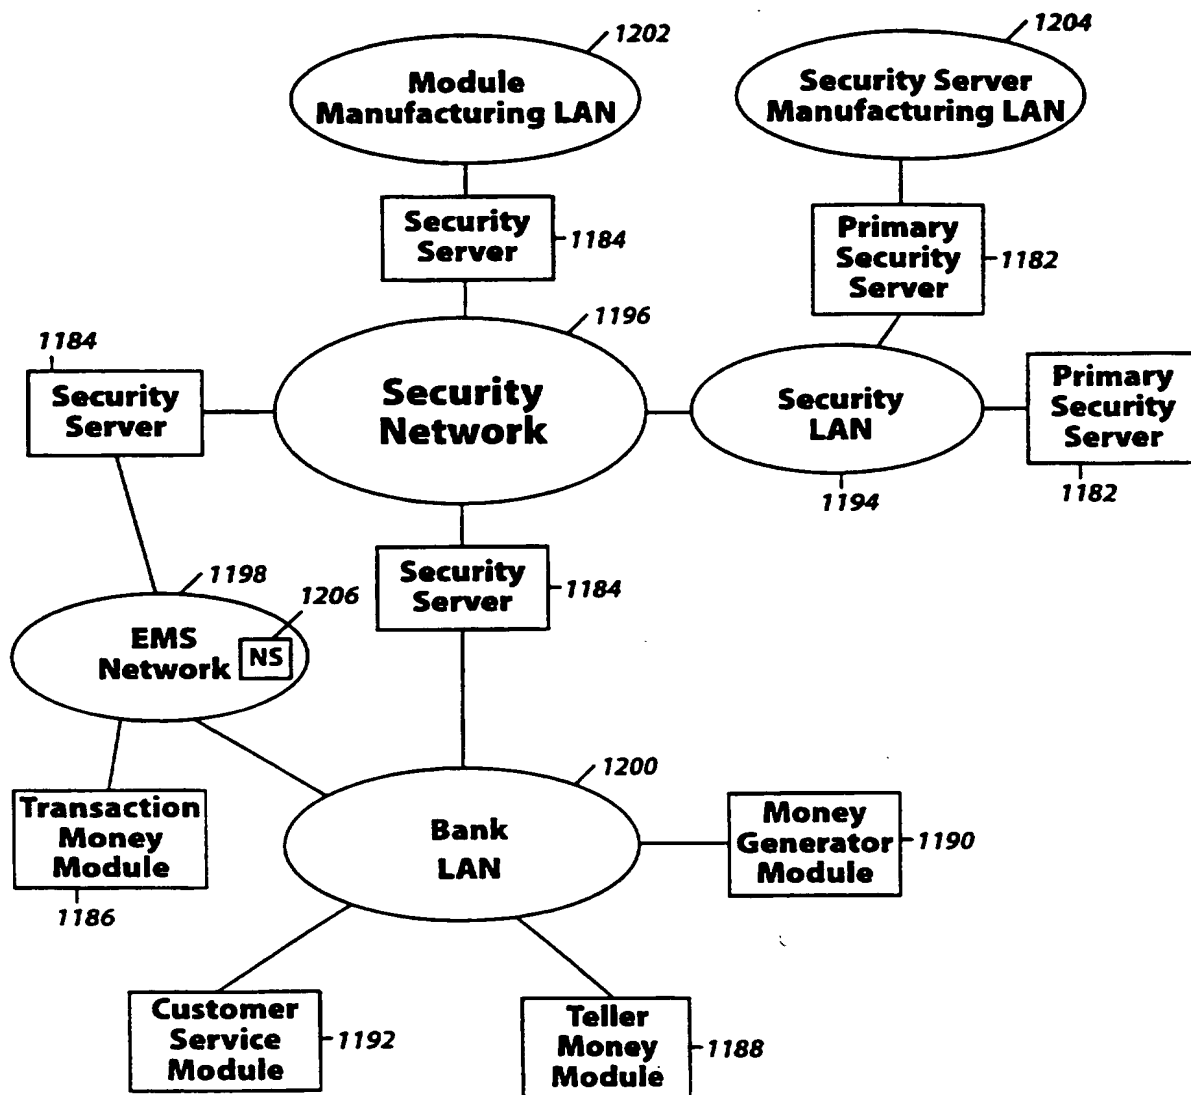 1202
Module
Manufacturing LAN
1204
Security Server
Manufacturing LAN
Security
Server
1184
Primary
Security
Server
1182
1196
Security
Network
1184
Security
Server
Security
LAN
1194
Primary
Security
Server
1182
Security
Server
1184
1198
1206
EMS
Network
NS
1200
Bank
LAN
Transaction
Money
Module
1186
Money
Generator
Module
1190
Customer
Service
Module
1192
Teller
Money
Module
1188